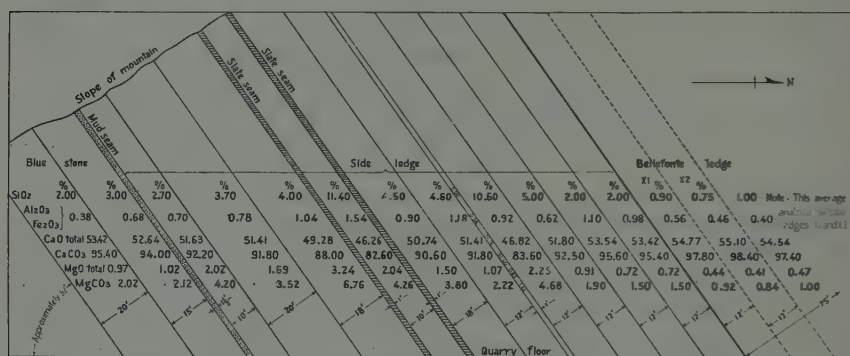 Slope of mountain
Slate seam
Slate seam
Mud seam
N
Blue stone Side ledge Bellefonte ledge
X1 X2
% % % % % % % % % % % % %
SiO2 2.00 3.00 2.70 3.70 4.00 11.40 4.50 4.60 10.60 5.00 2.00 2.00 0.90 0.75 1.00 Note - This average
Al2O3 Fe2O3} 0.38 0.68 0.70 0.78 1.04 1.54 0.90 1.18 0.92 0.62 1.10 0.98 0.56 0.46 0.40
CaO total 53.42 52.64 51.63 51.41 49.28 46.26 50.74 51.41 46.82 51.80 53.54 53.42 54.77 55.10 54.54
CaCO3 95.40 94.00 92.20 91.80 88.00 82.60 90.60 91.80 83.60 92.50 95.60 95.40 97.80 98.40 97.40
MgO total 0.97 1.02 2.02 1.69 3.24 2.04 1.50 1.07 2.25 0.91 0.72 0.72 0.44 0.41 0.47
MgCO3 2.02 2.12 4.20 3.52 6.76 4.26 3.80 2.22 4.68 1.90 1.50 1.50 0.92 0.84 1.00
Approximately
20' 15' 10' 20' 18' 1' 10' 1' 18' 12' 1' 12' 12' 12' 12' 12' 12' 75'
Quarry floor